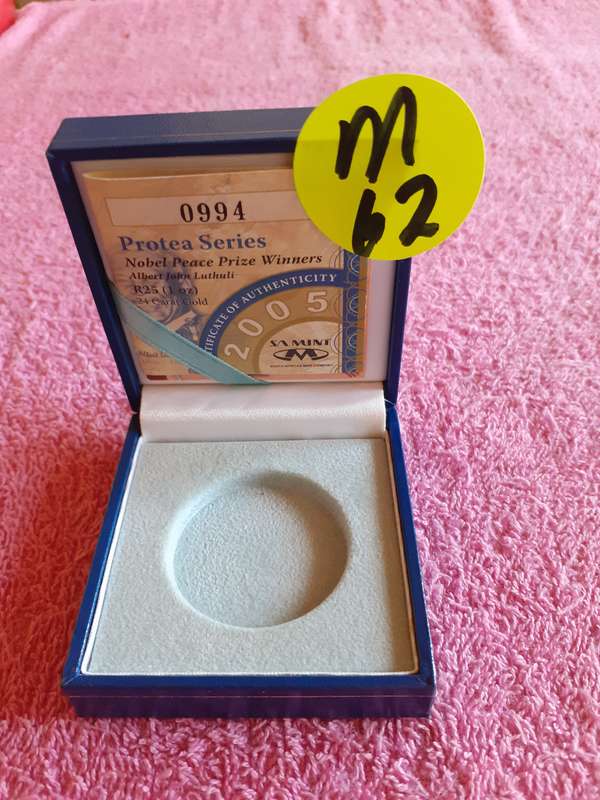 M
62
0994
Protea Series
Nobel Peace Prize Winners
Albert John Luthuli
R25 (1 oz)
24 Carat Gold
CERTIFICATE OF AUTHENTICITY
2005
SA MINT